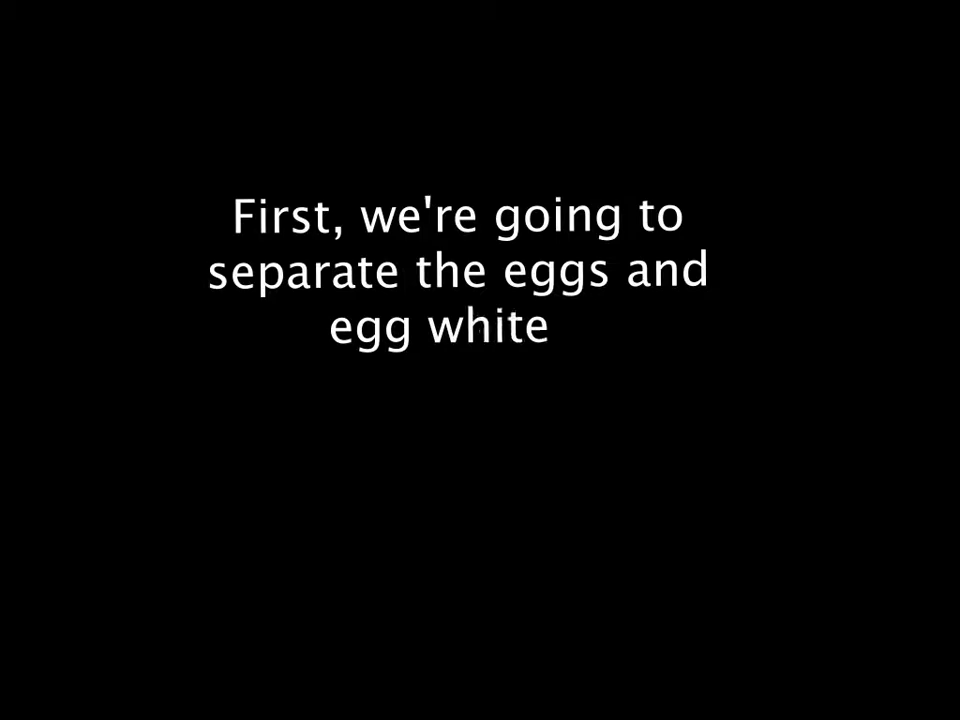 First, we're going to
separate the eggs and
egg white